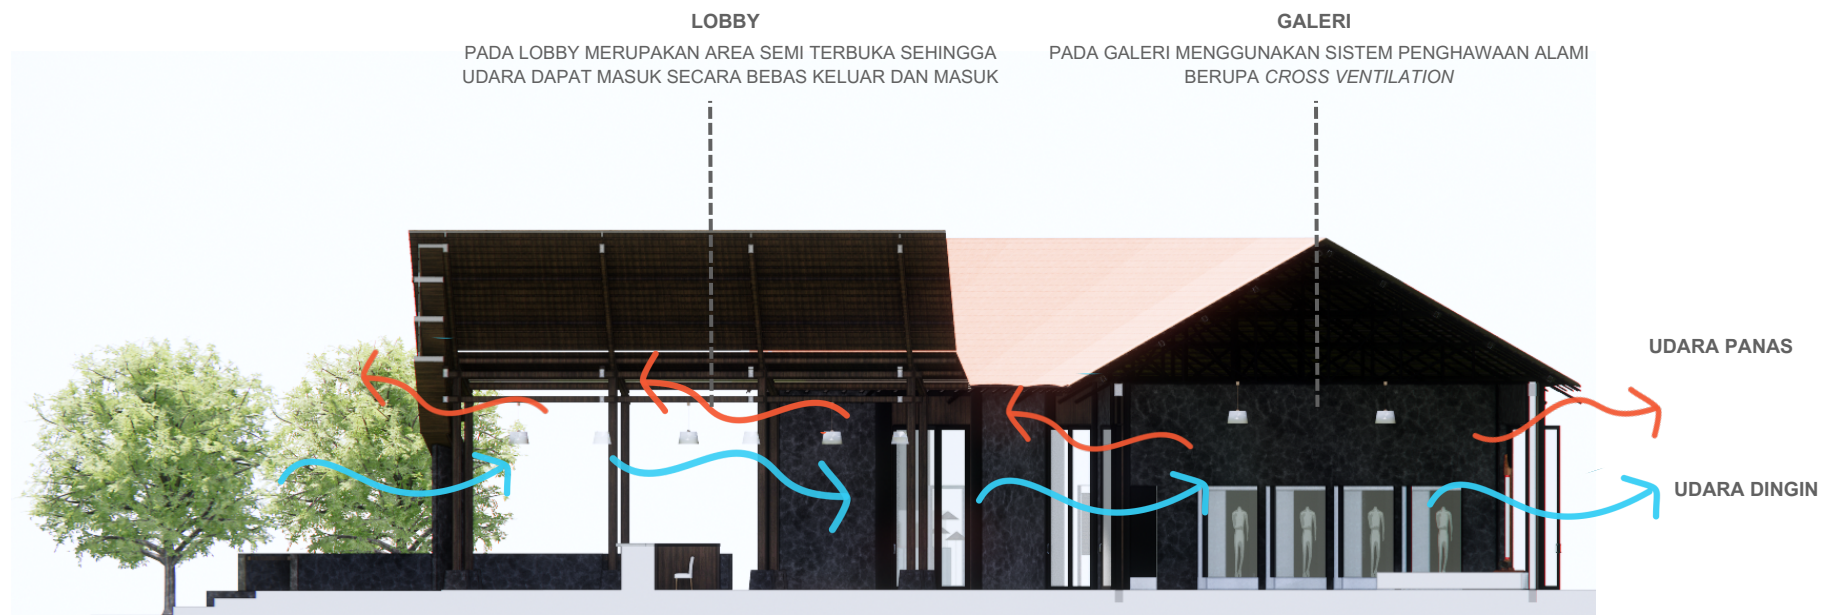 LOBBY
PADA LOBBY MERUPAKAN AREA SEMI TERBUKA SEHINGGA
UDARA DAPAT MASUK SECARA BEBAS KELUAR DAN MASUK
GALERI
PADA GALERI MENGGUNAKAN SISTEM PENGHAWAAN ALAMI
BERUPA CROSS VENTILATION
UDARA PANAS
UDARA DINGIN